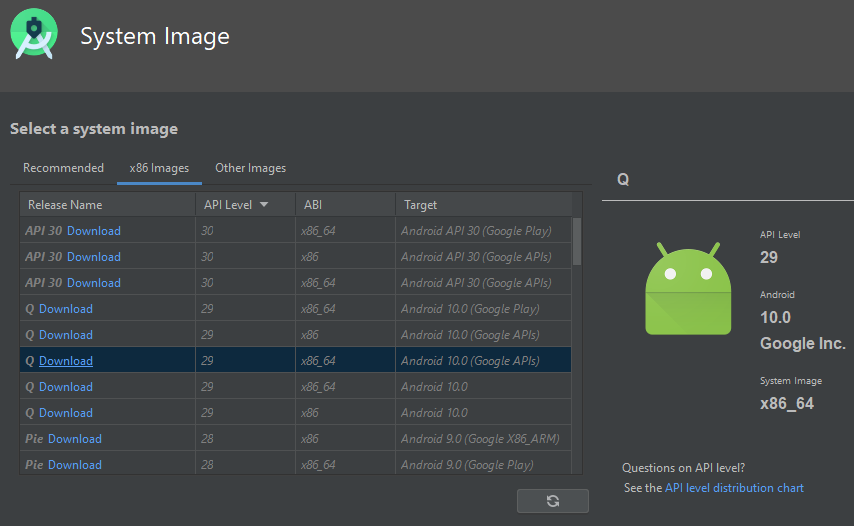 System Image
Select a system image
Recommended x86 Images Other Images
Release Name API Level ABI Target
API 30 Download 30 x86_64 Android API 30 (Google Play)
API 30 Download 30 x86 Android API 30 (Google APIs)
API 30 Download 30 x86_64 Android API 30 (Google APIs)
Q Download 29 x86_64 Android 10.0 (Google Play)
Q Download 29 x86 Android 10.0 (Google APIs)
Q Download 29 x86_64 Android 10.0 (Google APIs)
Q Download 29 x86_64 Android 10.0
Q Download 29 x86 Android 10.0
Pie Download 28 x86 Android 9.0 (Google X86_ARM)
Pie Download 28 x86_64 Android 9.0 (Google Play)
Q
API Level
29
Android
10.0
Google Inc.
System Image
x86_64
Questions on API level?
See the API level distribution chart